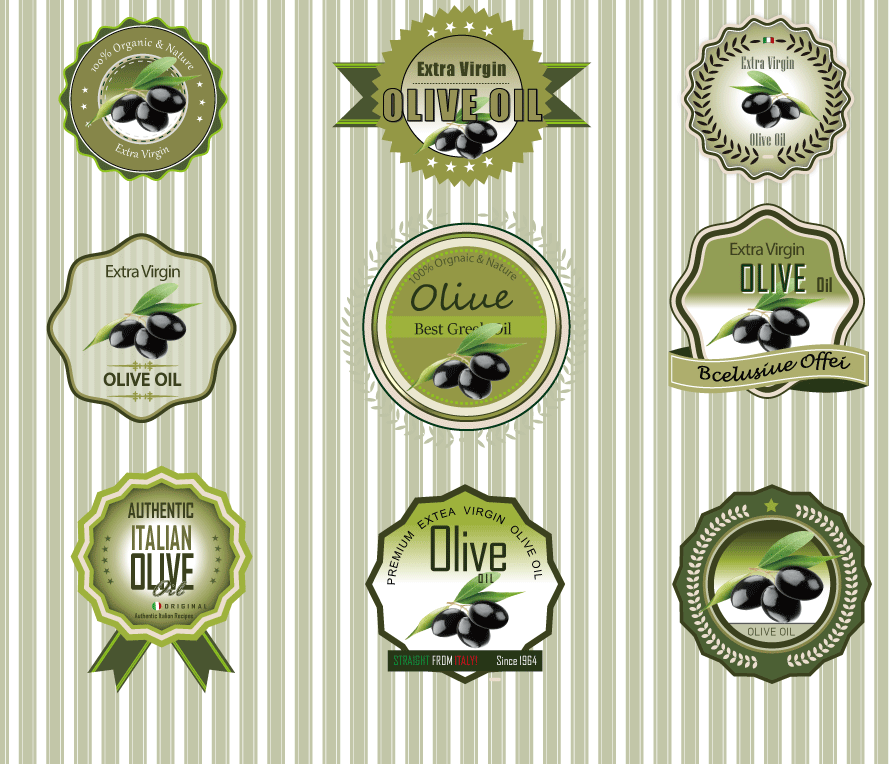 100% Organic & Nature
Extra Virgin
Extra Virgin
OLIVE OIL
Extra Virgin
Olive Oil
Extra Virgin
OLIVE OIL
100% Orgnaic & Nature
Oliue
Best Greek Oil
Extra Virgin
OLIVE Oil
Bcelusiue Offei
AUTHENTIC
ITALIAN
OLIVE
Oil
ORIGINAL
Authentic Italian Recipes
PREMIUM EXTEA VIRGIN OLIVE OIL
Olive
OIL
STRAIGHT FROM ITALY! Since 1964
OLIVE OIL